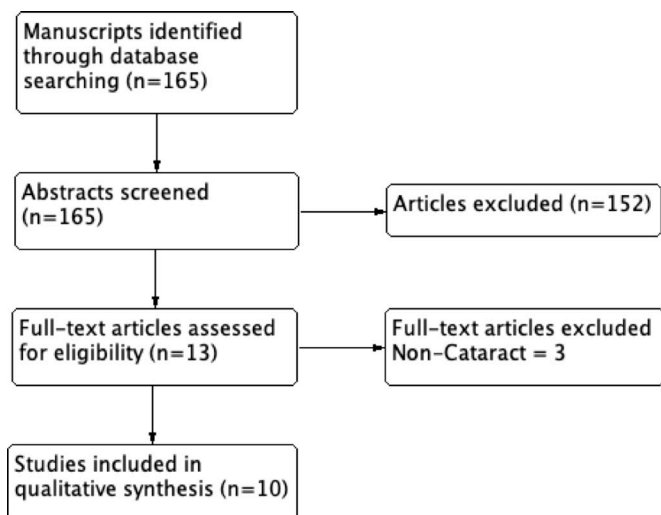 Manuscripts identified
through database
searching (n=165)
Abstracts screened
(n=165)
Articles excluded (n=152)
Full-text articles assessed
for eligibility (n=13)
Full-text articles excluded
Non-Cataract = 3
Studies included in
qualitative synthesis (n=10)